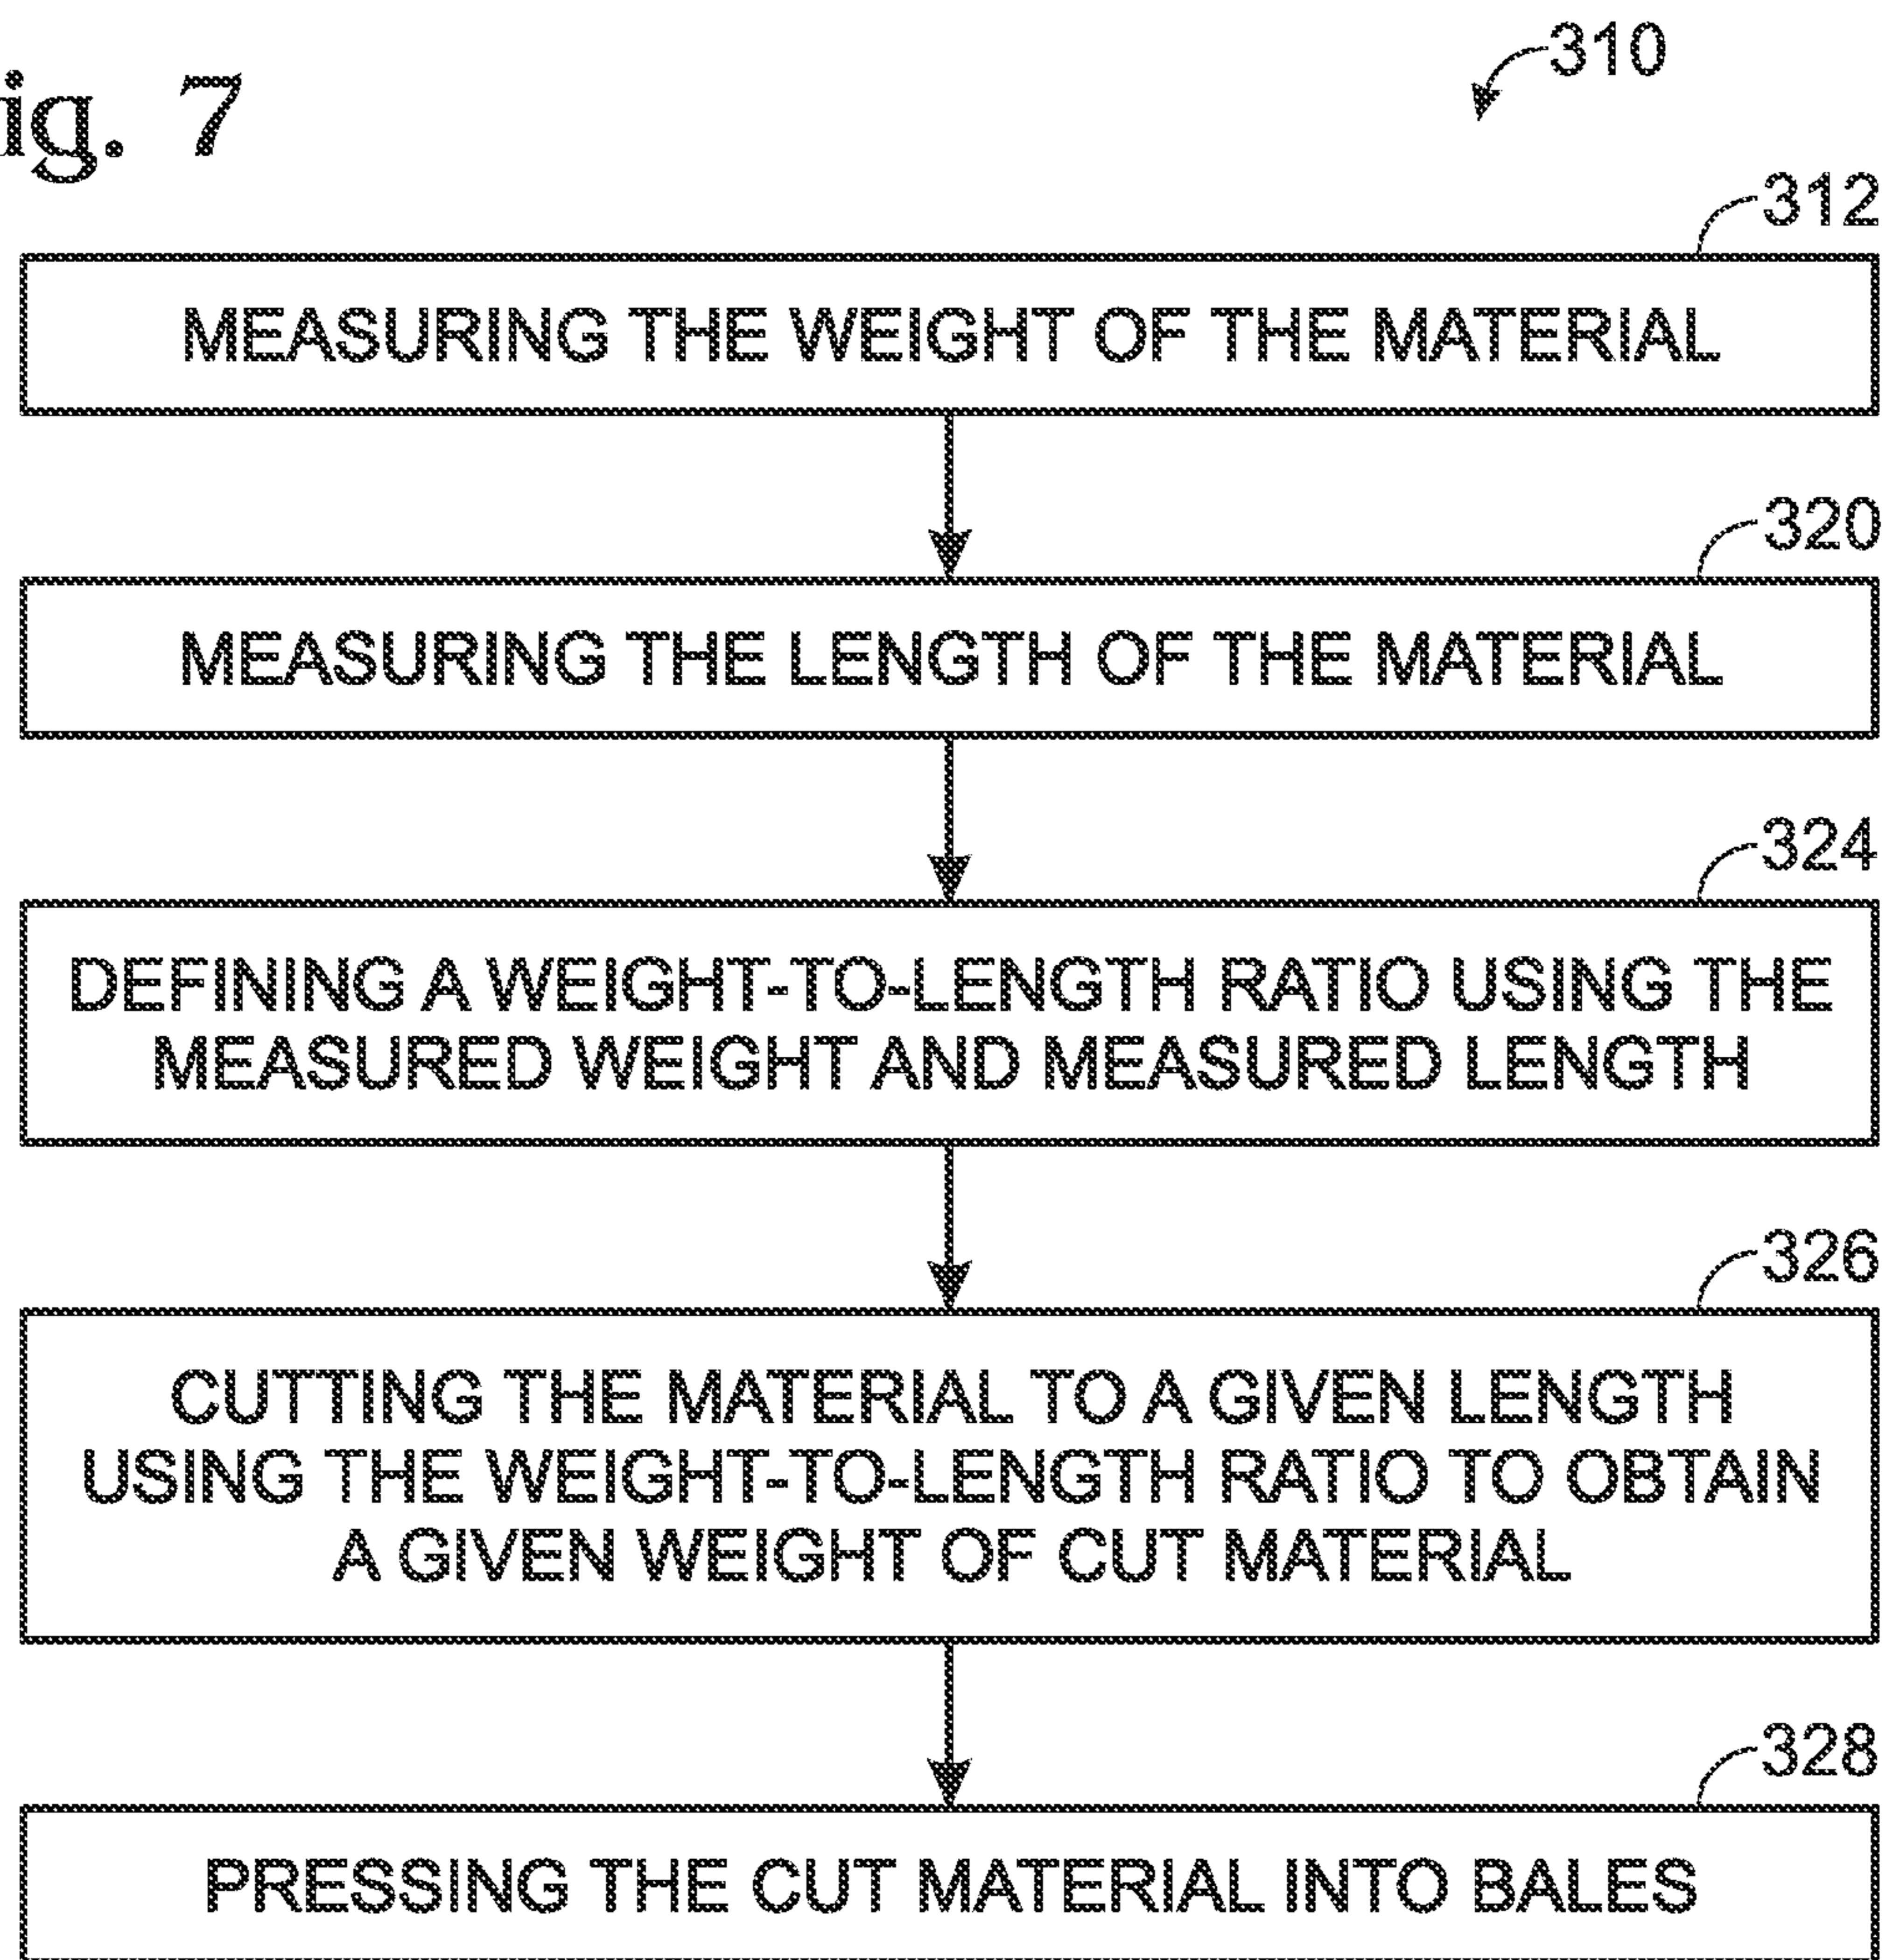 ig. 7
310
312
MEASURING THE WEIGHT OF THE MATERIAL
320
MEASURING THE LENGTH OF THE MATERIAL
324
DEFINING A WEIGHT-TO-LENGTH RATIO USING THE
MEASURED WEIGHT AND MEASURED LENGTH
326
CUTTING THE MATERIAL TO A GIVEN LENGTH
USING THE WEIGHT-TO-LENGTH RATIO TO OBTAIN
A GIVEN WEIGHT OF CUT MATERIAL
328
PRESSING THE CUT MATERIAL INTO BALES